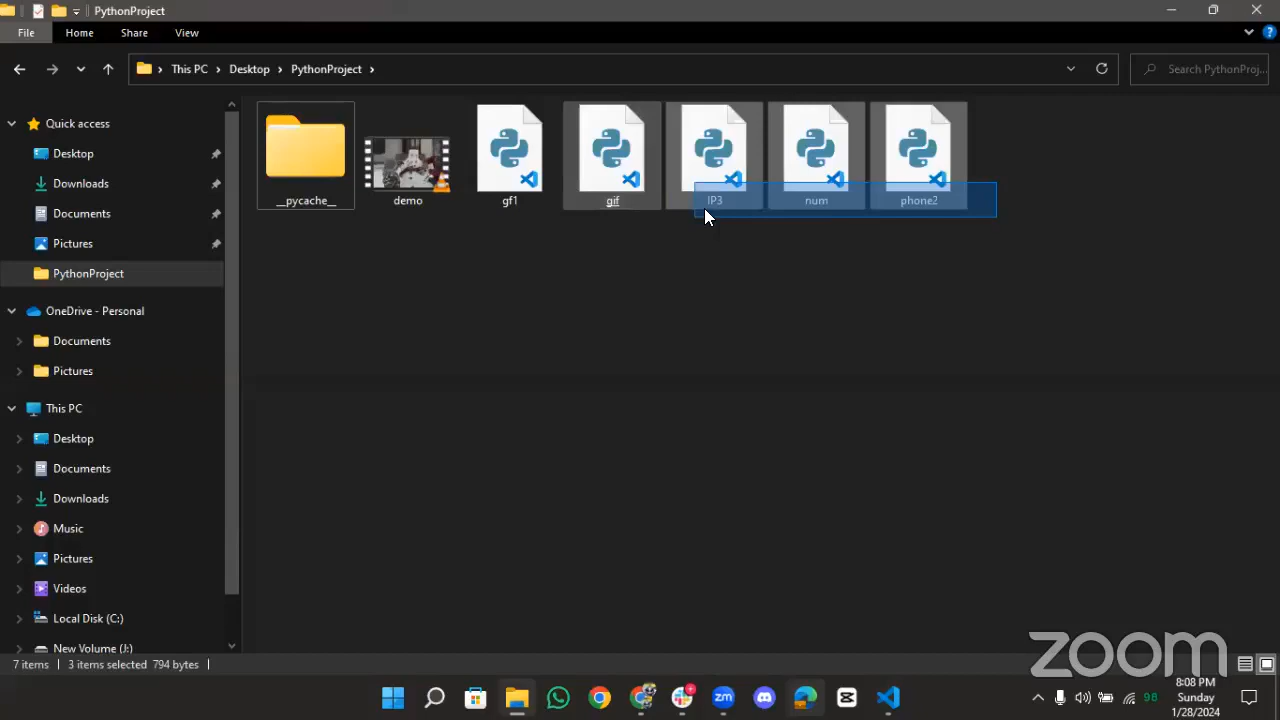 PythonProject
File Home Share View
This PC Desktop PythonProject Search PythonProj...
Quick access
Desktop
Downloads
Documents
Pictures
PythonProject
OneDrive - Personal
Documents
Pictures
This PC
Desktop
Documents
Downloads
Music
Pictures
Videos
Local Disk (C:)
New Volume (J:)
__pycache__ demo gf1 gif IP3 num phone2
7 items 3 items selected 794 bytes
zoom
zm
98
8:08 PM
Sunday
1/28/2024